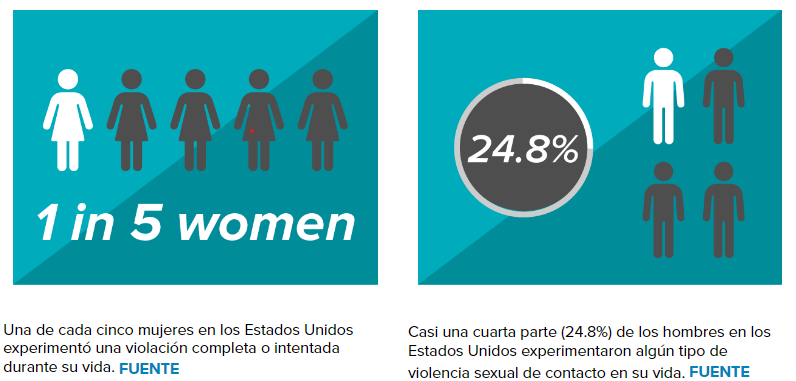 1 in 5 women
Una de cada cinco mujeres en los Estados Unidos
experimentó una violación completa o intentada
durante su vida. FUENTE
24.8%
Casi una cuarta parte (24.8%) de los hombres en los
Estados Unidos experimentaron algún tipo de
violencia sexual de contacto en su vida. FUENTE